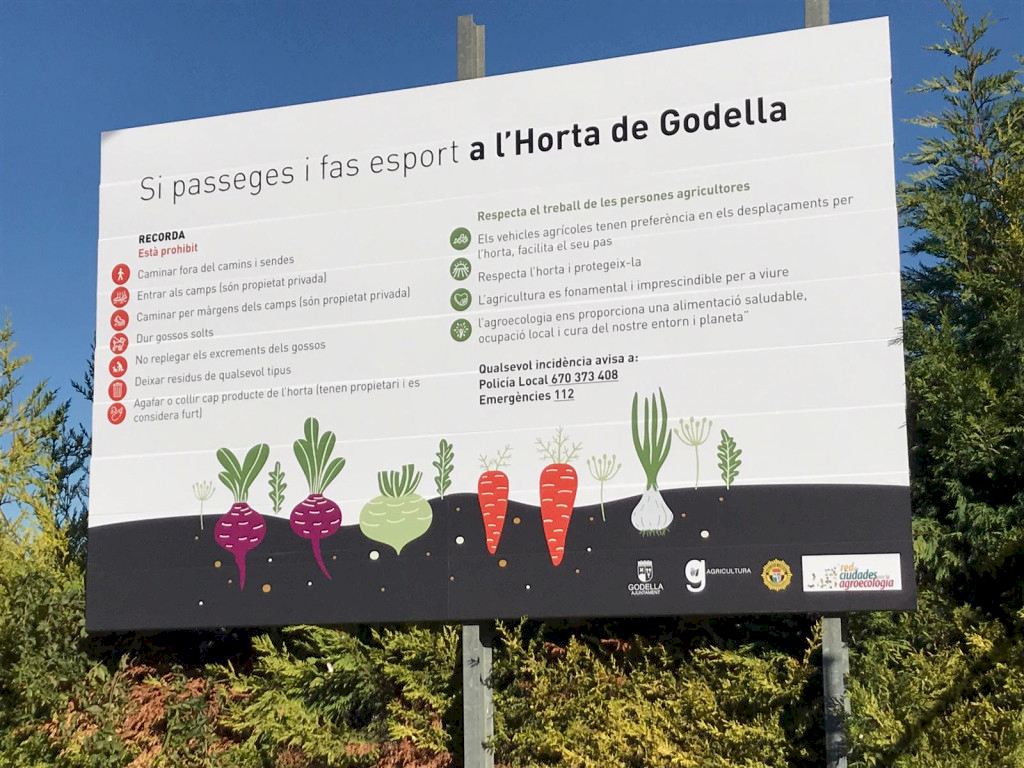 Si passeges i fas esport a l'Horta de Godella
RECORDA
Està prohibit
Caminar fora del camins i sendes
Entrar als camps (són propietat privada)
Caminar per màrgens dels camps (són propietat privada)
Dur gossos solts
No replegar els excrements dels gossos
Deixar residus de qualsevol tipus
Agafar o collir cap producte de l'horta (tenen propietari i es
considera furt)
Respecta el treball de les persones agricultores
Els vehicles agrícoles tenen preferència en els desplaçaments per
l'horta, facilita el seu pas
Respecta l'horta i protegeix-la
L'agricultura es fonamental i imprescindible per a viure
l'agroecologia ens proporciona una alimentació saludable,
ocupació local i cura del nostre entorn i planeta"
Qualsevol incidència avisa a:
Policía Local 670 373 408
Emergències 112
GODELLA
AJUNTAMENT
g AGRICULTURA
red de
ciudades por la
agroecología